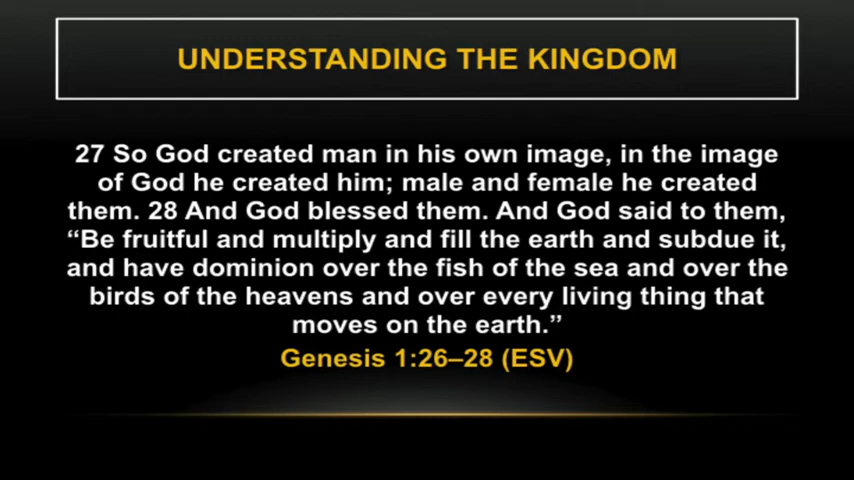 UNDERSTANDING THE KINGDOM
27 So God created man in his own image, in the image
of God he created him; male and female he created
them. 28 And God blessed them. And God said to them,
“Be fruitful and multiply and fill the earth and subdue it,
and have dominion over the fish of the sea and over the
birds of the heavens and over every living thing that
moves on the earth.”
Genesis 1:26–28 (ESV)